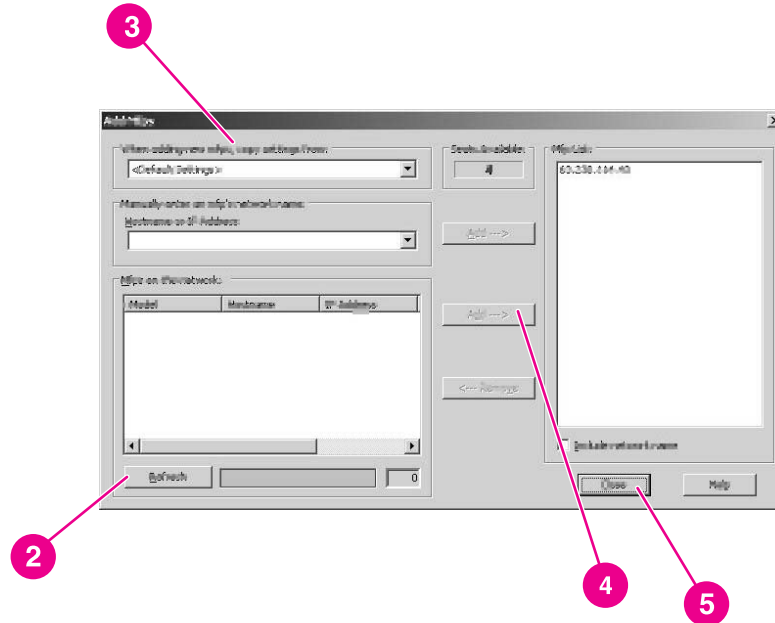 3
Add Mfps
When adding new mfps, copy settings from:
<Default Settings>
Seats Available:
4
Mfp List:
Manually enter an mfp's network name:
Hostname or IP Address:
Add --->
Mfps on the network:
Model Hostname IP Address
Add --->
<--- Remove
Include network name
Refresh
0
Close
Help
2
4
5